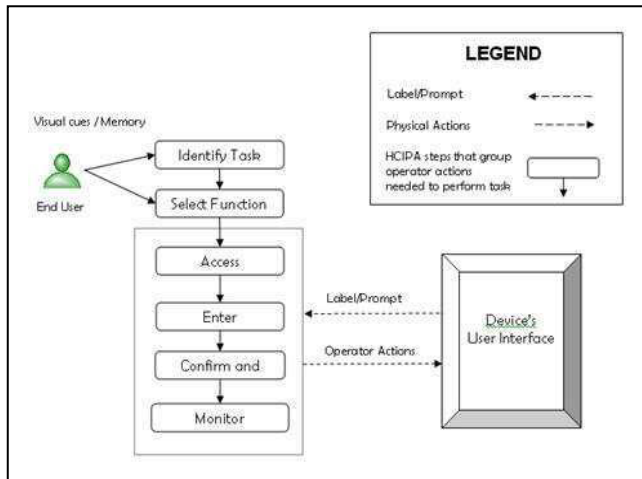 LEGEND
Label/Prompt
Physical Actions
HCIPA steps that group
operator actions
needed to perform task
Visual cues / Memory
End User
Identify Task
Select Function
Access
Enter
Confirm and
Monitor
Label/Prompt
Operator Actions
Device's
User Interface